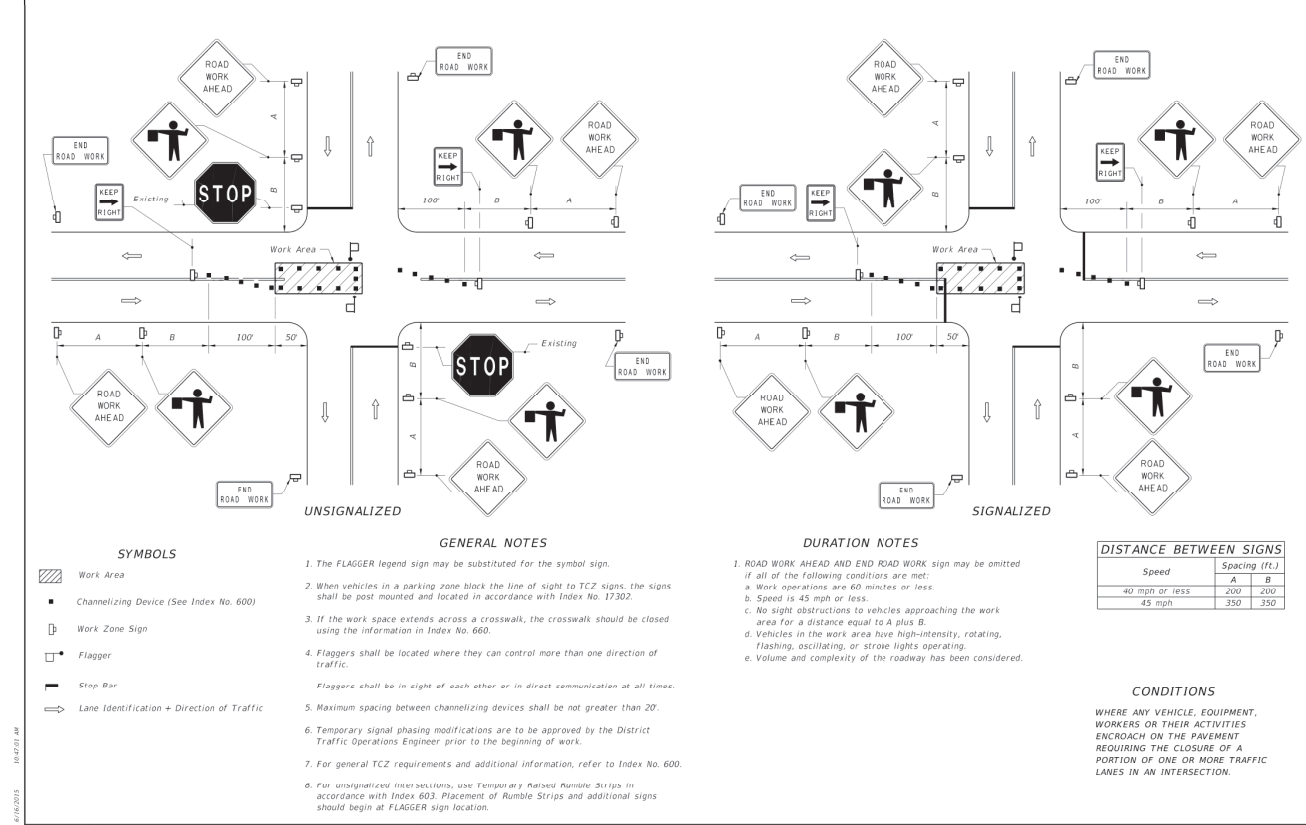 ROAD
WORK
AHEAD
END
ROAD WORK
END
ROAD WORK
KEEP
RIGHT
Existing
STOP
A
B
KEEP
RIGHT
ROAD
WORK
AHEAD
100'
B
A
Work Area
A
B
100'
50'
ROAD
WORK
AHEAD
B
A
STOP
Existing
END
ROAD WORK
ROAD
WORK
AHEAD
END
ROAD WORK
UNSIGNALIZED
ROAD
WORK
AHEAD
END
ROAD WORK
A
B
END
ROAD WORK
KEEP
RIGHT
KEEP
RIGHT
ROAD
WORK
AHEAD
100'
B
A
Work Area
A
B
100'
50'
ROAD
WORK
AHEAD
B
A
END
ROAD WORK
ROAD
WORK
AHEAD
END
ROAD WORK
SIGNALIZED
SYMBOLS
Work Area
Channelizing Device (See Index No. 600)
Work Zone Sign
Flagger
Stop Bar
Lane Identification + Direction of Traffic
GENERAL NOTES
1. The FLAGGER legend sign may be substituted for the symbol sign.
2. When vehicles in a parking zone block the line of sight to TCZ signs, the signs
shall be post mounted and located in accordance with Index No. 17302.
3. If the work space extends across a crosswalk, the crosswalk should be closed
using the information in Index No. 660.
4. Flaggers shall be located where they can control more than one direction of
traffic.
Flaggers shall be in sight of each other or in direct communication at all times.
5. Maximum spacing between channelizing devices shall be not greater than 20'.
6. Temporary signal phasing modifications are to be approved by the District
Traffic Operations Engineer prior to the beginning of work.
7. For general TCZ requirements and additional information, refer to Index No. 600.
8. For unsignalized intersections, use Temporary Raised Rumble Strips in
accordance with Index 603. Placement of Rumble Strips and additional signs
should begin at FLAGGER sign location.
DURATION NOTES
1. ROAD WORK AHEAD AND END ROAD WORK sign may be omitted
if all of the following conditions are met:
a. Work operations are 60 minutes or less.
b. Speed is 45 mph or less.
c. No sight obstructions to vehicles approaching the work
area for a distance equal to A plus B.
d. Vehicles in the work area have high-intensity, rotating,
flashing, oscillating, or strobe lights operating.
e. Volume and complexity of the roadway has been considered.
DISTANCE BETWEEN SIGNS
Speed Spacing (ft.)
A B
40 mph or less 200 200
45 mph 350 350
CONDITIONS
WHERE ANY VEHICLE, EQUIPMENT,
WORKERS OR THEIR ACTIVITIES
ENCROACH ON THE PAVEMENT
REQUIRING THE CLOSURE OF A
PORTION OF ONE OR MORE TRAFFIC
LANES IN AN INTERSECTION.
6/16/2015 10:47:01 AM